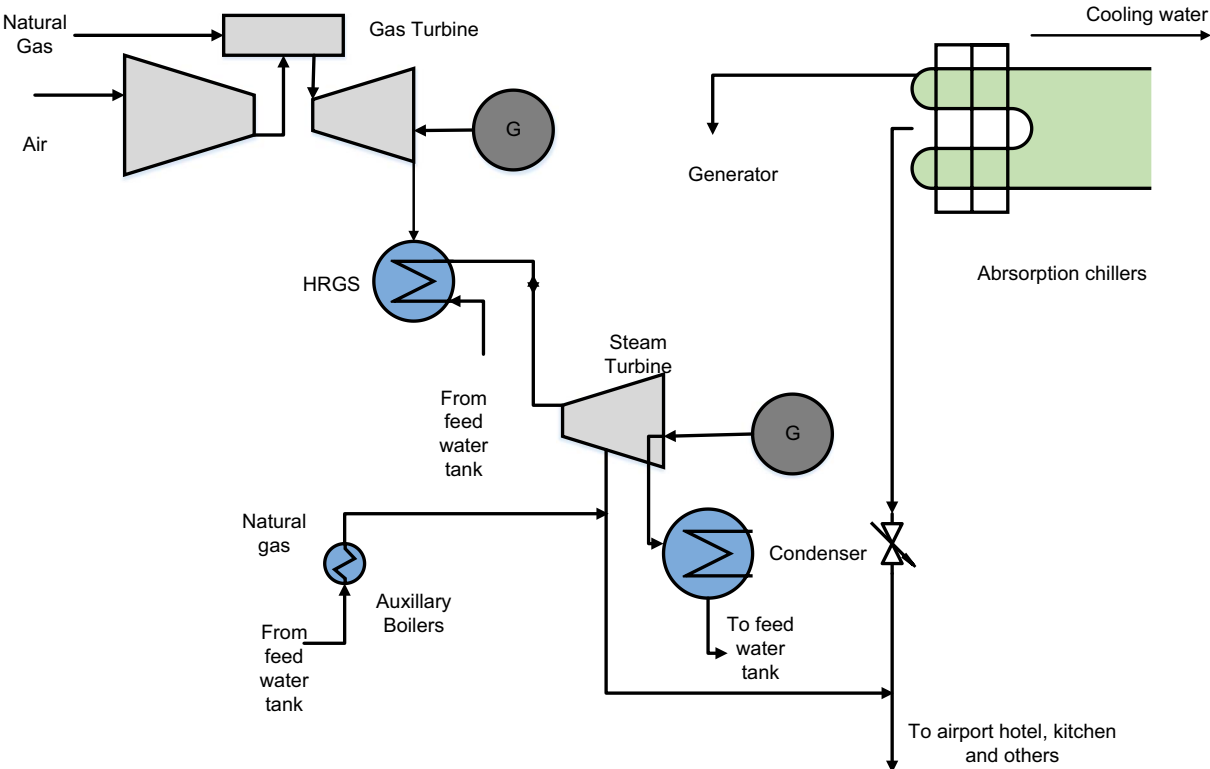 Natural
Gas
Gas Turbine
Cooling water
Air
G
Generator
HRGS
Abrsorption chillers
Steam
Turbine
From
feed
water
tank
G
Natural
gas
Condenser
Auxillary
Boilers
From
feed
water
tank
To feed
water
tank
To airport hotel, kitchen
and others